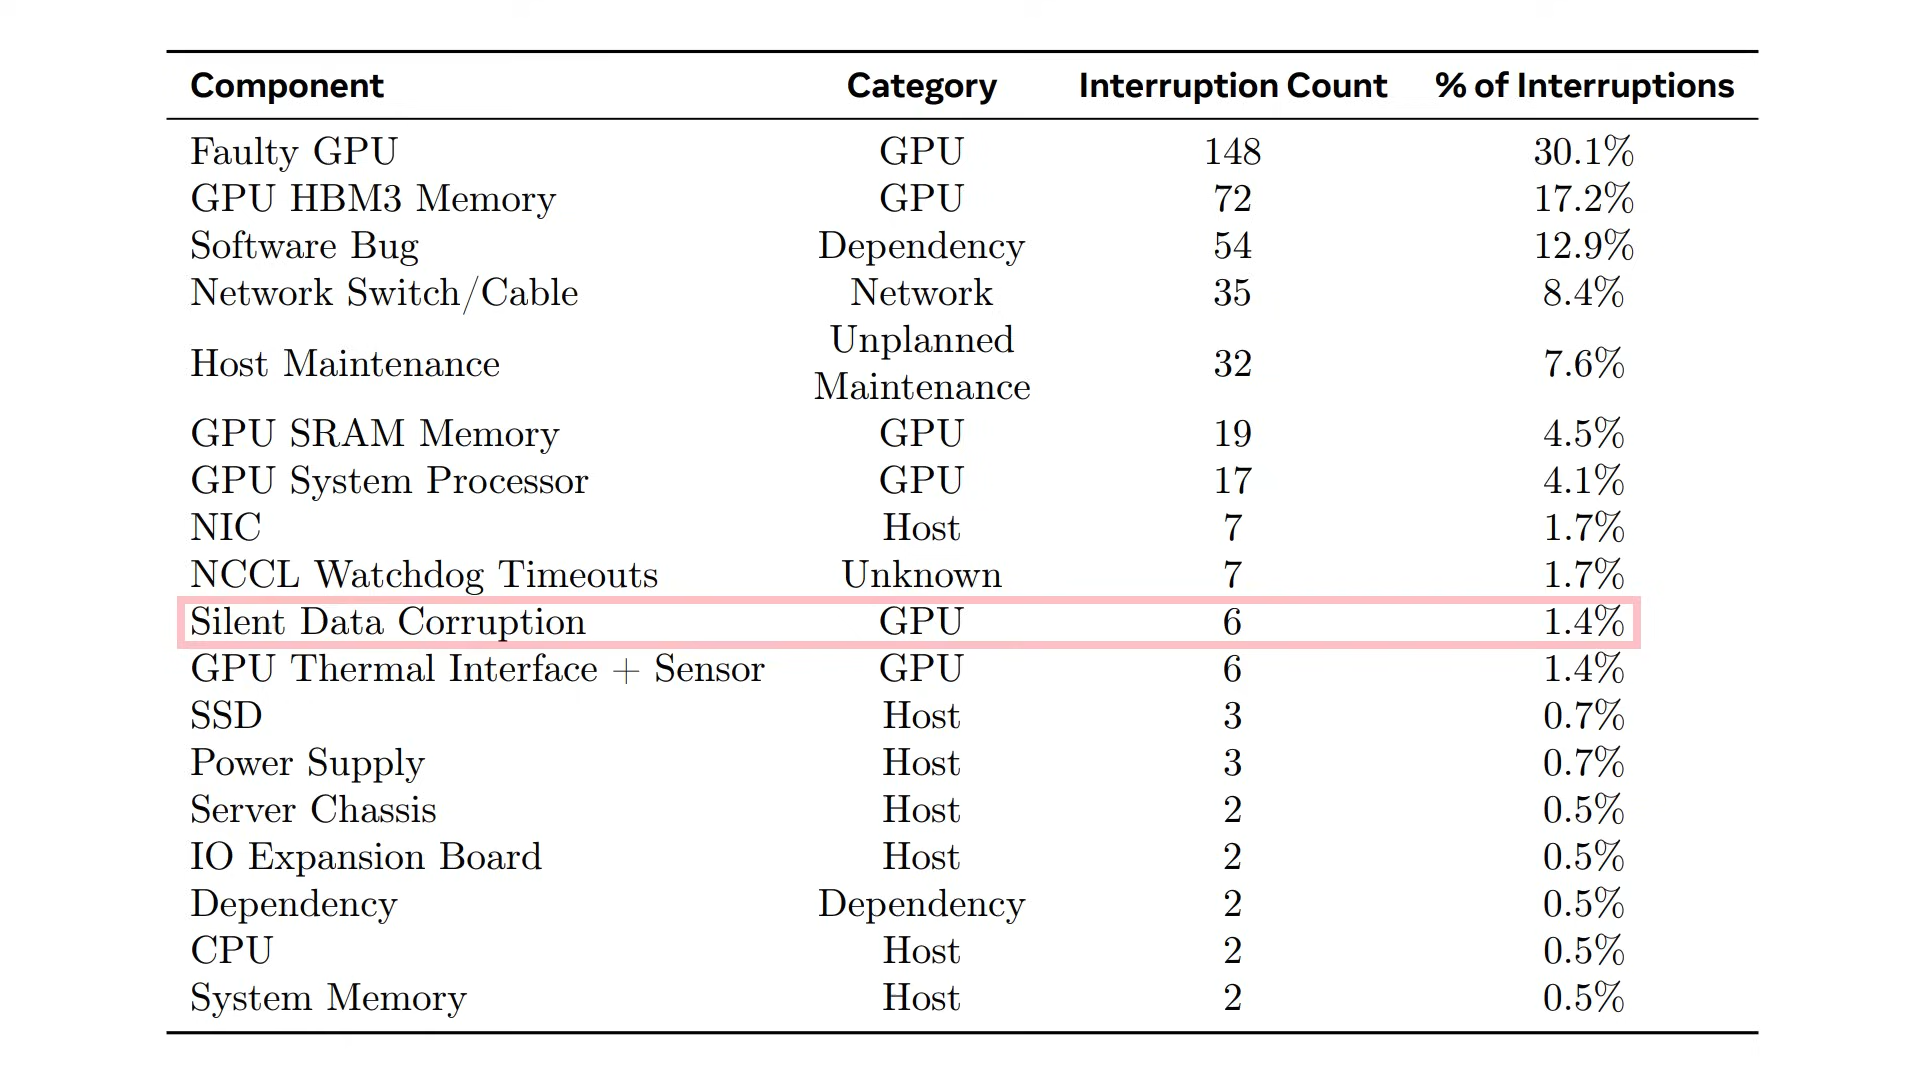 Component Category Interruption Count % of Interruptions
Faulty GPU GPU 148 30.1%
GPU HBM3 Memory GPU 72 17.2%
Software Bug Dependency 54 12.9%
Network Switch/Cable Network 35 8.4%
Host Maintenance Unplanned Maintenance 32 7.6%
GPU SRAM Memory GPU 19 4.5%
GPU System Processor GPU 17 4.1%
NIC Host 7 1.7%
NCCL Watchdog Timeouts Unknown 7 1.7%
Silent Data Corruption GPU 6 1.4%
GPU Thermal Interface + Sensor GPU 6 1.4%
SSD Host 3 0.7%
Power Supply Host 3 0.7%
Server Chassis Host 2 0.5%
IO Expansion Board Host 2 0.5%
Dependency Dependency 2 0.5%
CPU Host 2 0.5%
System Memory Host 2 0.5%